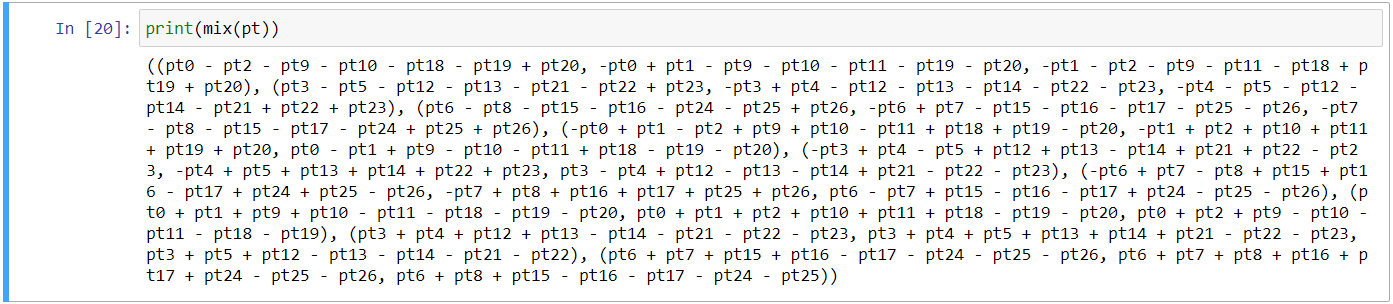 In [20]: print(mix(pt))
((pt0 - pt2 - pt9 - pt10 - pt18 - pt19 + pt20, -pt0 + pt1 - pt9 - pt10 - pt11 - pt19 - pt20, -pt1 - pt2 - pt9 - pt11 - pt18 + p
t19 + pt20), (pt3 - pt5 - pt12 - pt13 - pt21 - pt22 + pt23, -pt3 + pt4 - pt12 - pt13 - pt14 - pt22 - pt23, -pt4 - pt5 - pt12 -
pt14 - pt21 + pt22 + pt23), (pt6 - pt8 - pt15 - pt16 - pt24 - pt25 + pt26, -pt6 + pt7 - pt15 - pt16 - pt17 - pt25 - pt26, -pt7
- pt8 - pt15 - pt17 - pt24 + pt25 + pt26), (-pt0 + pt1 - pt2 + pt9 + pt10 - pt11 + pt18 + pt19 - pt20, -pt1 + pt2 + pt10 + pt11
+ pt19 + pt20, pt0 - pt1 + pt9 - pt10 - pt11 + pt18 - pt19 - pt20), (-pt3 + pt4 - pt5 + pt12 + pt13 - pt14 + pt21 + pt22 - pt2
3, -pt4 + pt5 + pt13 + pt14 + pt22 + pt23, pt3 - pt4 + pt12 - pt13 - pt14 + pt21 - pt22 - pt23), (-pt6 + pt7 - pt8 + pt15 + pt1
6 - pt17 + pt24 + pt25 - pt26, -pt7 + pt8 + pt16 + pt17 + pt25 + pt26, pt6 - pt7 + pt15 - pt16 - pt17 + pt24 - pt25 - pt26), (p
t0 + pt1 + pt9 + pt10 - pt11 - pt18 - pt19 - pt20, pt0 + pt1 + pt2 + pt10 + pt11 + pt18 - pt19 - pt20, pt0 + pt2 + pt9 - pt10 -
pt11 - pt18 - pt19), (pt3 + pt4 + pt12 + pt13 - pt14 - pt21 - pt22 - pt23, pt3 + pt4 + pt5 + pt13 + pt14 + pt21 - pt22 - pt23,
pt3 + pt5 + pt12 - pt13 - pt14 - pt21 - pt22), (pt6 + pt7 + pt15 + pt16 - pt17 - pt24 - pt25 - pt26, pt6 + pt7 + pt8 + pt16 + p
t17 + pt24 - pt25 - pt26, pt6 + pt8 + pt15 - pt16 - pt17 - pt24 - pt25))